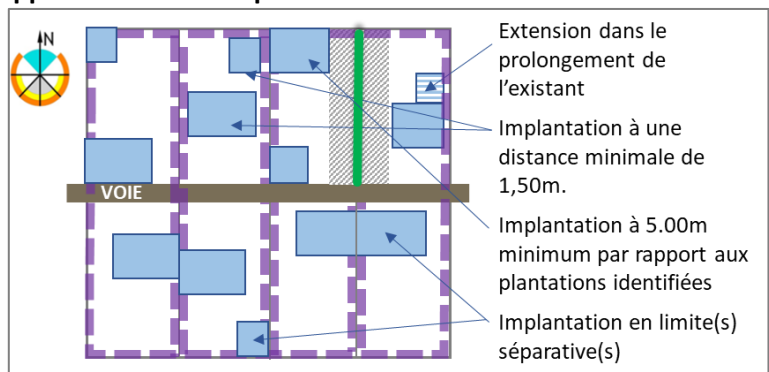 N
VOIE
Extension dans le
prolongement de
l'existant
Implantation à une
distance minimale de
1,50m.
Implantation à 5.00m
minimum par rapport aux
plantations identifiées
Implantation en limite(s)
séparative(s)